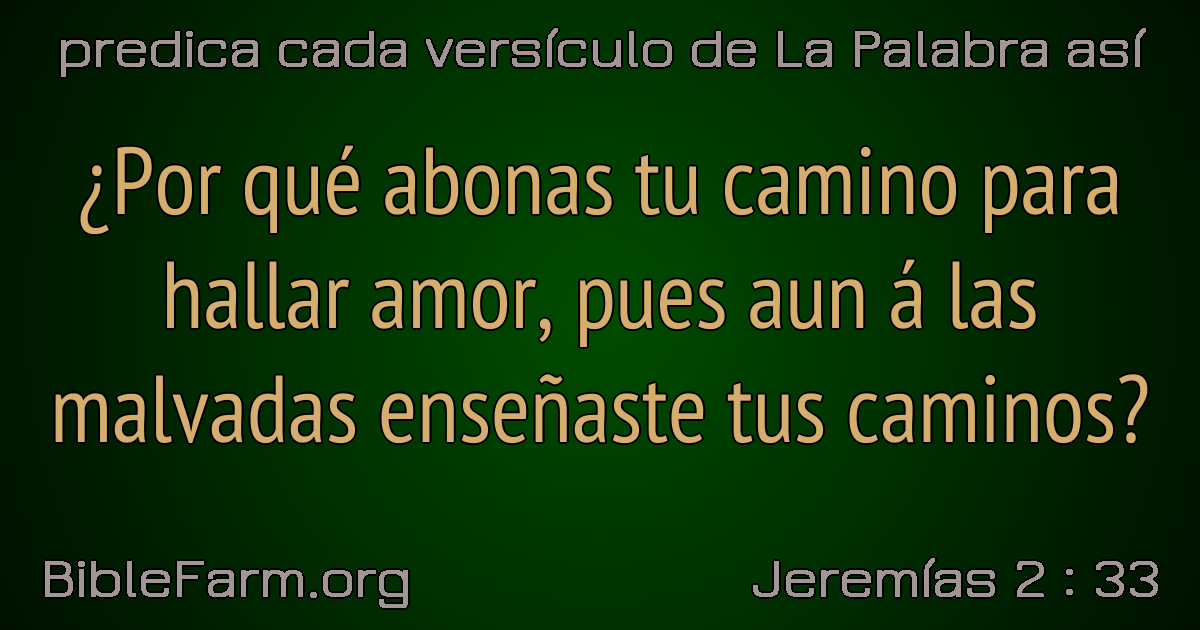 predica cada versículo de La Palabra así
¿Por qué abonas tu camino para
hallar amor, pues aun á las
malvadas enseñaste tus caminos?
BibleFarm.org
Jeremías 2 : 33